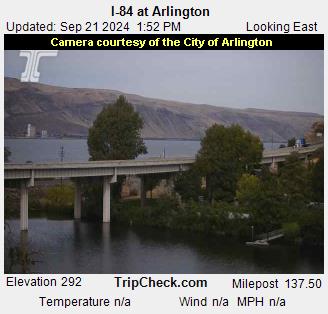 I-84 at Arlington
Updated: Sep 21 2024 1:52 PM Looking East
Camera courtesy of the City of Arlington
Elevation 292 TripCheck.com Milepost 137.50
Temperature n/a Wind n/a MPH n/a